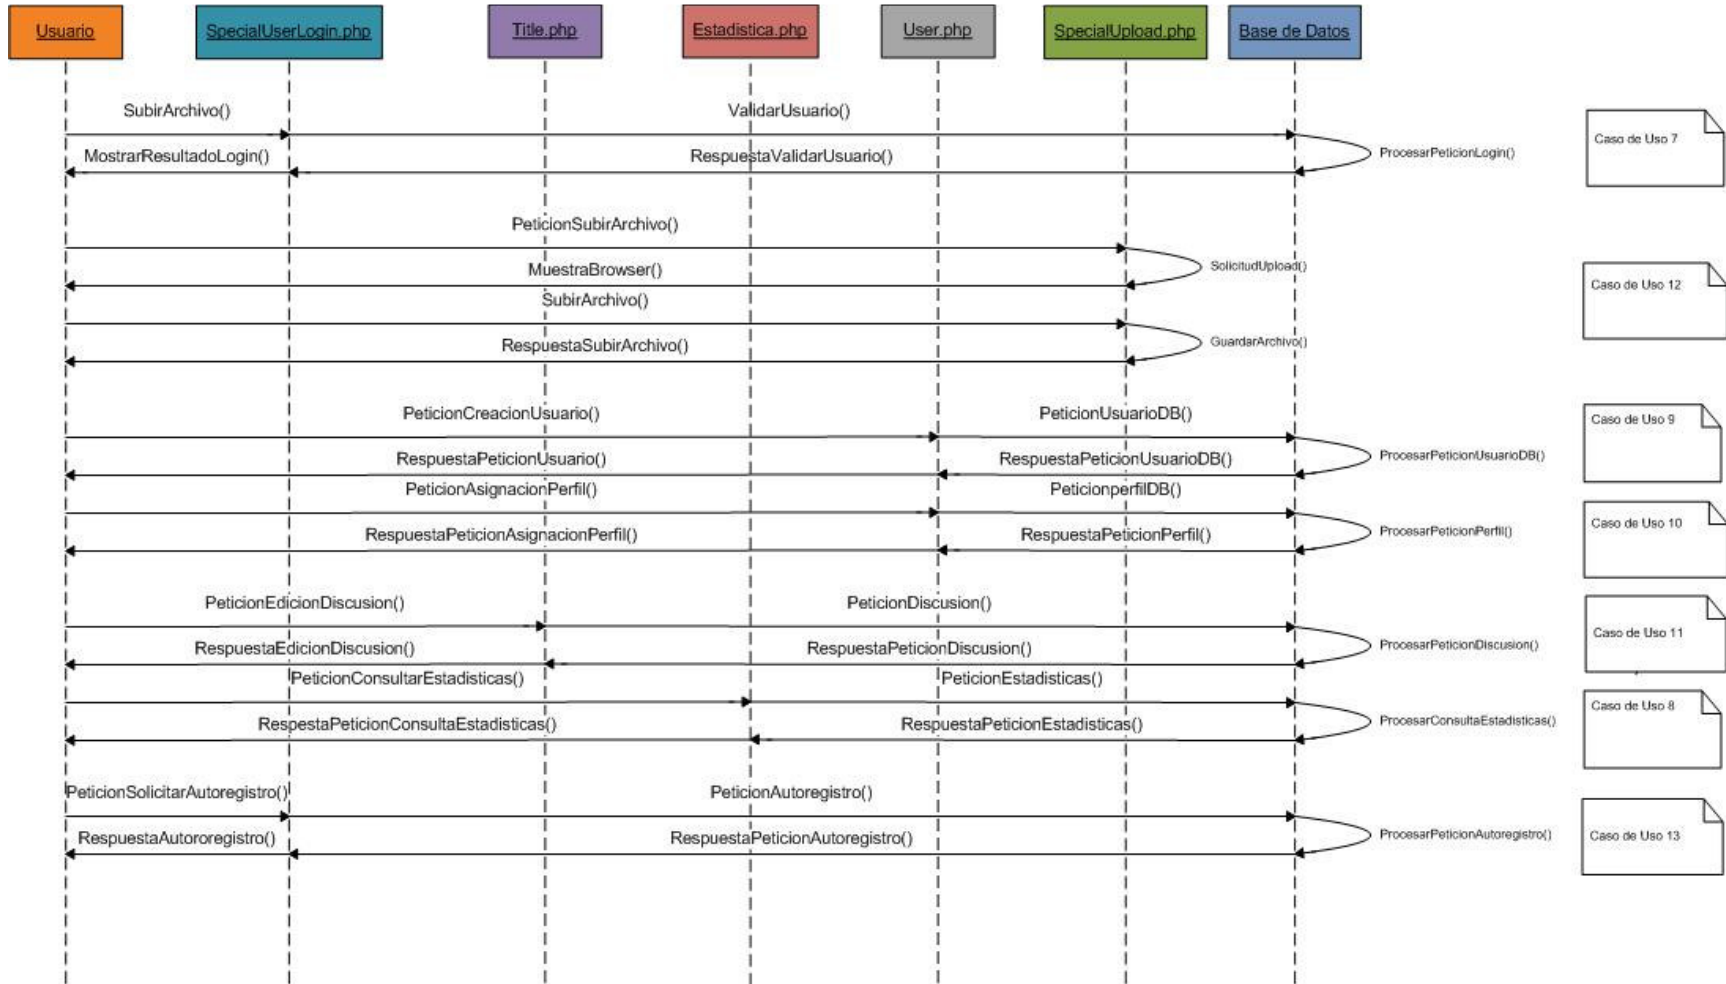 Usuario
SpecialUserLogin.php
Title.php
Estadistica.php
User.php
SpecialUpload.php
Base de Datos
SubirArchivo()
ValidarUsuario()
Caso de Uso 7
MostrarResultadoLogin()
RespuestaValidarUsuario()
ProcesarPeticionLogin()
PeticionSubirArchivo()
MuestraBrowser()
SolicitudUpload()
Caso de Uso 12
SubirArchivo()
RespuestaSubirArchivo()
GuardarArchivo()
PeticionCreacionUsuario()
PeticionUsuarioDB()
Caso de Uso 9
RespuestaPeticionUsuario()
RespuestaPeticionUsuarioDB()
ProcesarPeticionUsuarioDB()
PeticionAsignacionPerfil()
PeticionperfilDB()
Caso de Uso 10
RespuestaPeticionAsignacionPerfil()
RespuestaPeticionPerfil()
ProcesarPeticionPerfil()
PeticionEdicionDiscusion()
PeticionDiscusion()
Caso de Uso 11
RespuestaEdicionDiscusion()
RespuestaPeticionDiscusion()
ProcesarPeticionDiscusion()
PeticionConsultarEstadisticas()
PeticionEstadisticas()
Caso de Uso 8
RespestaPeticionConsultaEstadisticas()
RespuestaPeticionEstadisticas()
ProcesarConsultaEstadisticas()
PeticionSolicitarAutoregistro()
PeticionAutoregistro()
RespuestaAutororegistro()
RespuestaPeticionAutoregistro()
ProcesarPeticionAutoregistro()
Caso de Uso 13